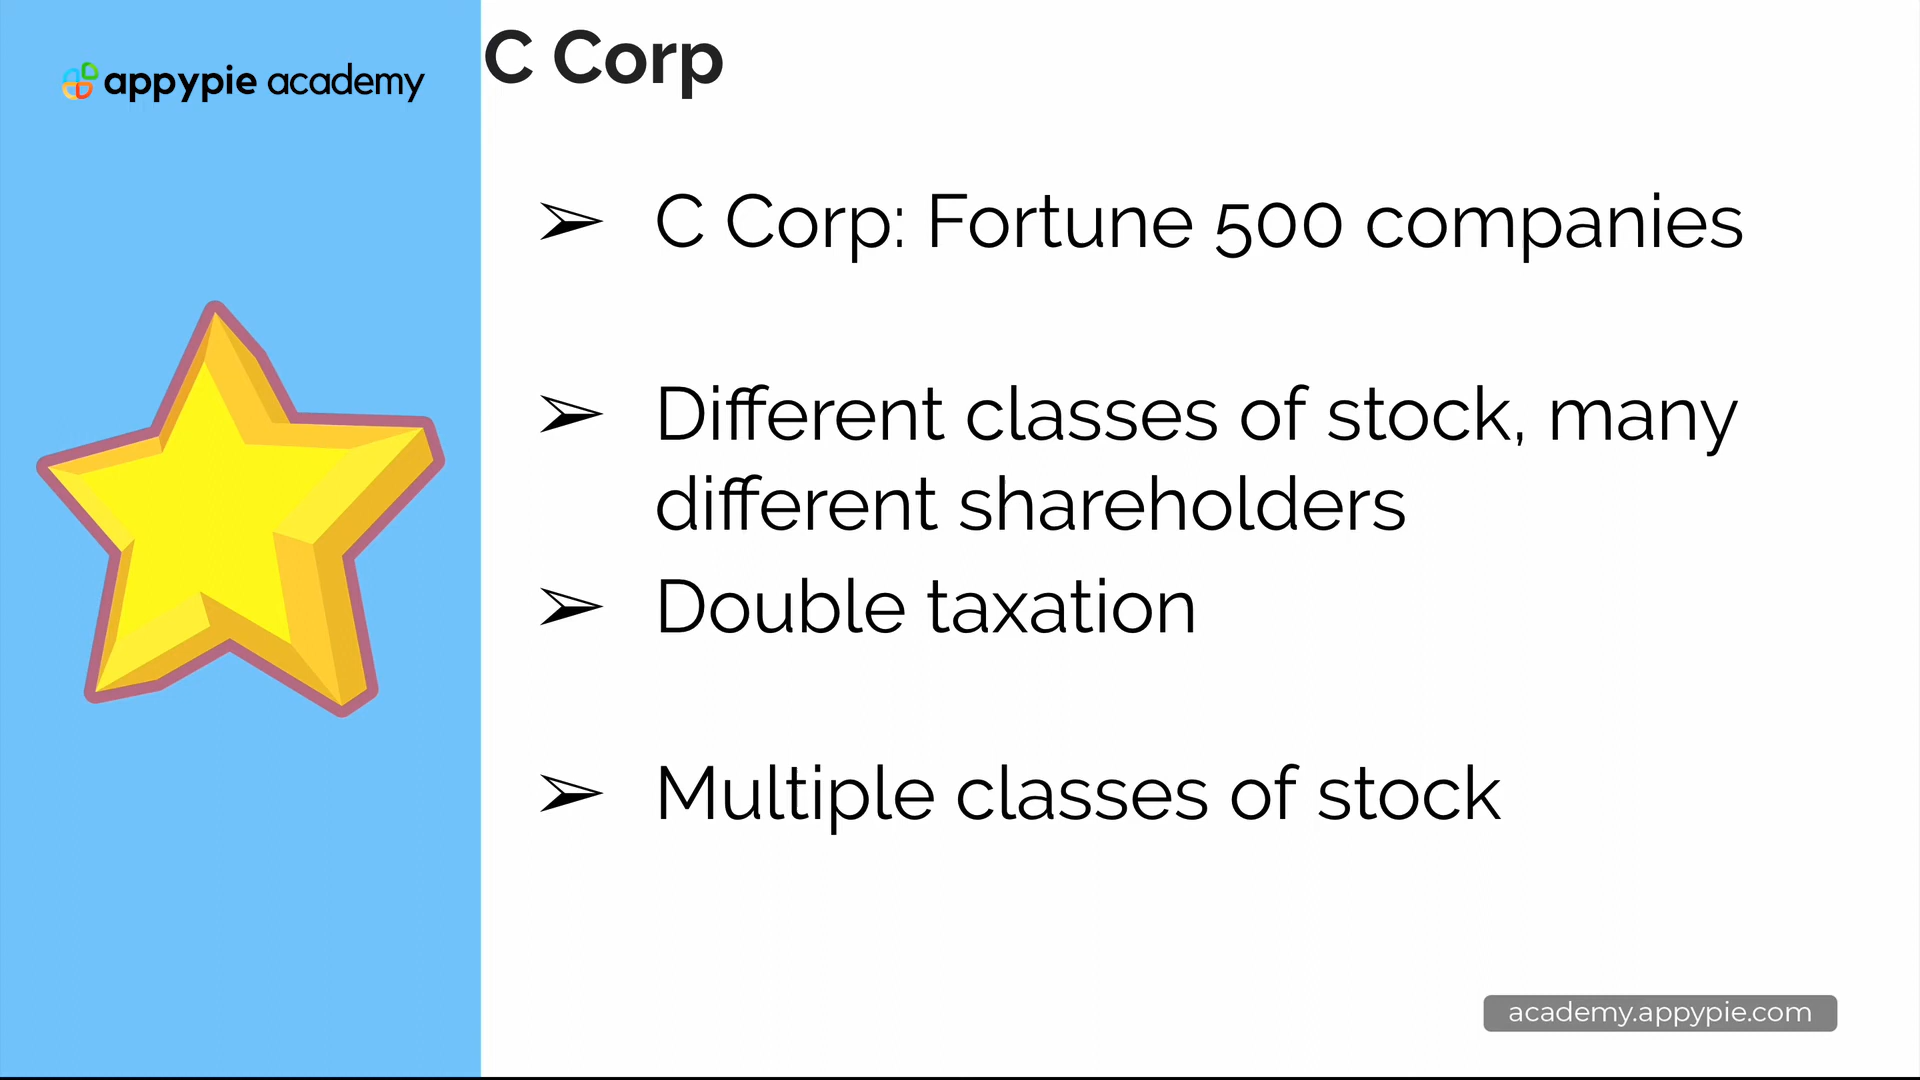 appypie academy
C Corp
➢ C Corp: Fortune 500 companies
➢ Different classes of stock, many
different shareholders
➢ Double taxation
➢ Multiple classes of stock
academy.appypie.com